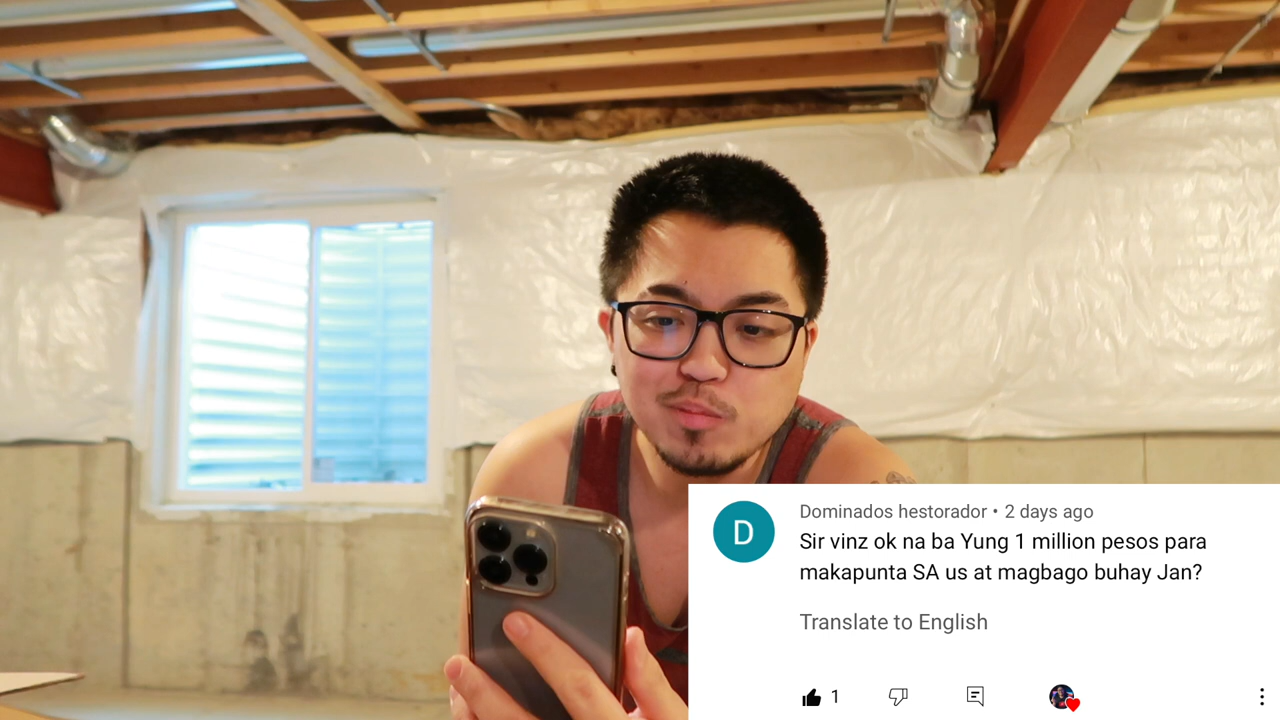 D
Dominados hestorador • 2 days ago
Sir vinz ok na ba Yung 1 million pesos para
makapunta SA us at magbago buhay Jan?
Translate to English
1